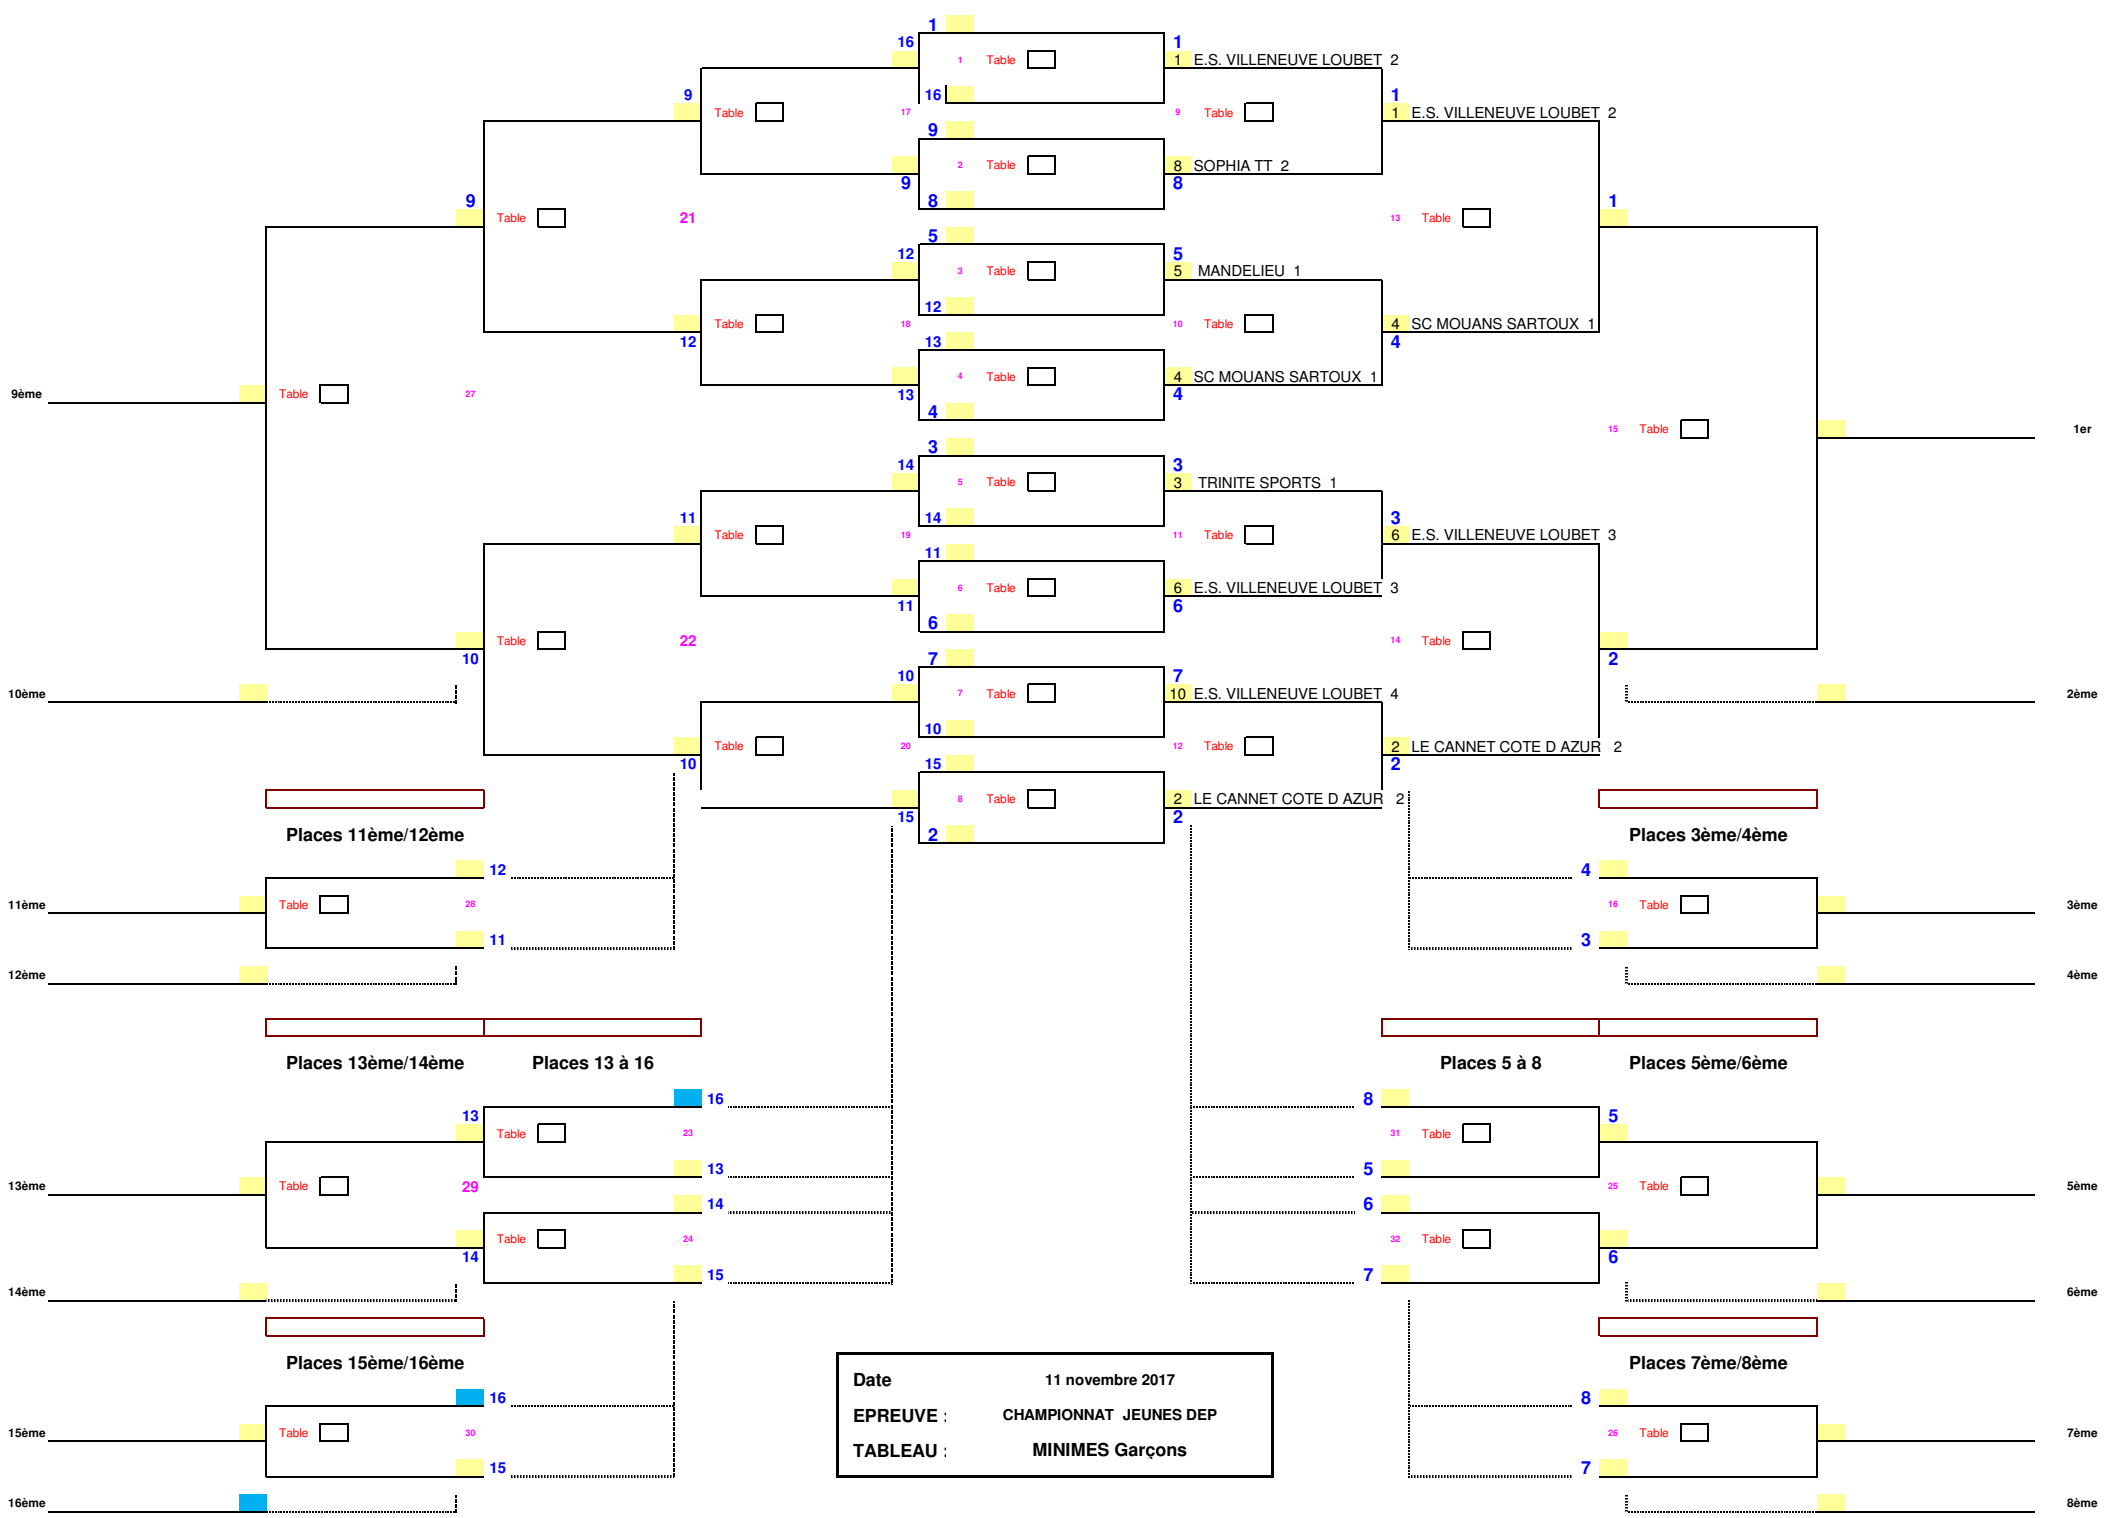 1
16 1
1 Table 1 E.S. VILLENEUVE LOUBET 2
9 16 1
Table 17 9 Table 1 E.S. VILLENEUVE LOUBET 2
9
2 Table 8 SOPHIA TT 2
9 8
9 8 1
Table 21 13 Table
5
12 5
3 Table 5 MANDELIEU 1
12
Table 18 10 Table 4 SC MOUANS SARTOUX 1
12 13 4
4 Table 4 SC MOUANS SARTOUX 1
9ème Table 27 13 4
4
15 Table 1er
3
14 3
5 Table 3 TRINITE SPORTS 1
11 14 3
Table 19 11 Table 6 E.S. VILLENEUVE LOUBET 3
11
6 Table 6 E.S. VILLENEUVE LOUBET 3
11 6
6
Table 22 14 Table
10 7 2
10 7
10ème 7 Table 10 E.S. VILLENEUVE LOUBET 4 2ème
10
Table 20 12 Table 2 LE CANNET COTE D AZUR 2
10 15 2
8 Table 2 LE CANNET COTE D AZUR 2
15 2
Places 11ème/12ème 2 Places 3ème/4ème
12 4
11ème Table 28 16 Table 3ème
11 3
12ème 4ème
Places 13ème/14ème Places 13 à 16 Places 5 à 8 Places 5ème/6ème
16 8
13 5
Table 23 31 Table
13 5
13ème Table 29 25 Table 5ème
14 6
Table 24 32 Table
14 6
15 7
14ème 6ème
Places 15ème/16ème Places 7ème/8ème
Date 11 novembre 2017
16 8
EPREUVE : CHAMPIONNAT JEUNES DEP
15ème Table 30 26 Table 7ème
TABLEAU : MINIMES Garçons
15 7
16ème 8ème